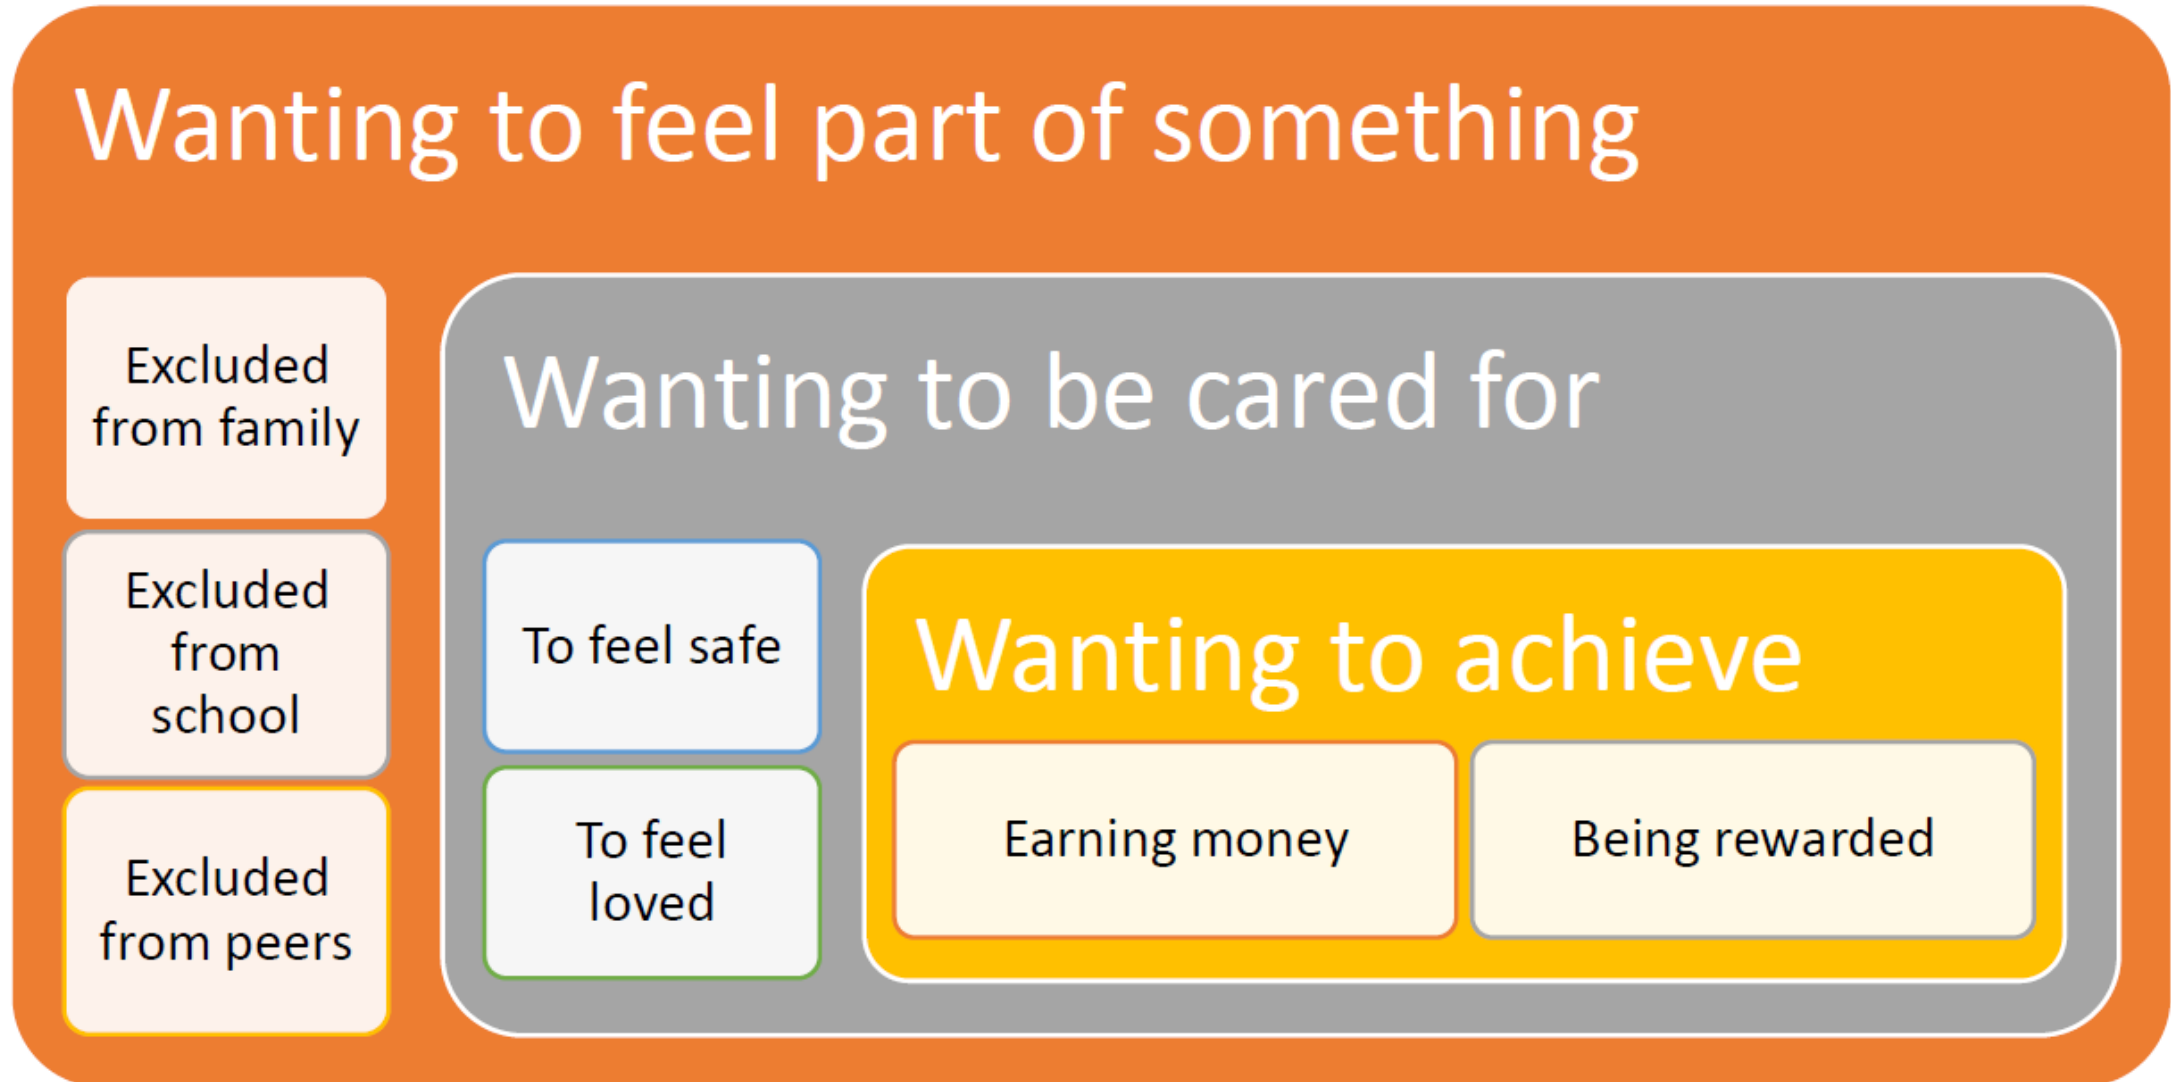 Wanting to feel part of something
Excluded
from family
Excluded
from
school
Excluded
from peers
Wanting to be cared for
To feel safe
To feel
loved
Wanting to achieve
Earning money
Being rewarded